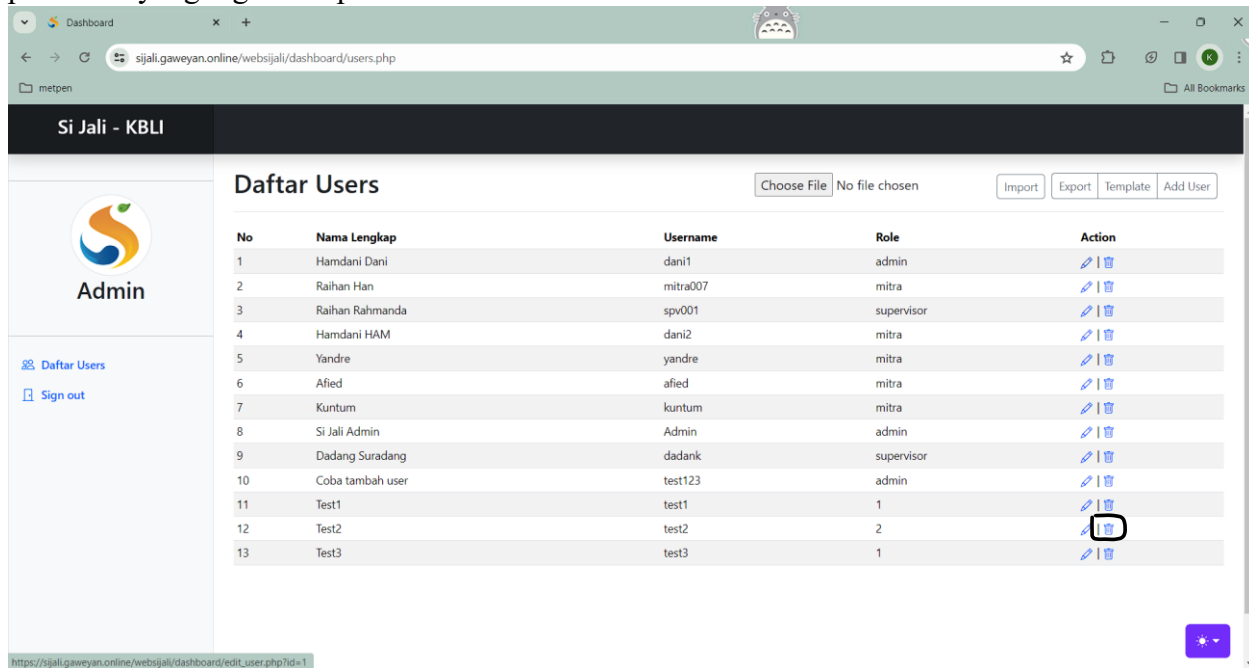 Dashboard
sijali.gaweyan.online/websijali/dashboard/users.php
K
metpen
All Bookmarks
Si Jali - KBLI
Daftar Users
Choose File No file chosen
Import Export Template Add User
Admin
Daftar Users
Sign out
No Nama Lengkap Username Role Action
1 Hamdani Dani dani1 admin |
2 Raihan Han mitra007 mitra |
3 Raihan Rahmanda spv001 supervisor |
4 Hamdani HAM dani2 mitra |
5 Yandre yandre mitra |
6 Afied afied mitra |
7 Kuntum kuntum mitra |
8 Si Jali Admin Admin admin |
9 Dadang Suradang dadank supervisor |
10 Coba tambah user test123 admin |
11 Test1 test1 1 |
12 Test2 test2 2 |
13 Test3 test3 1 |
https://sijali.gaweyan.online/websijali/dashboard/edit_user.php?id=1